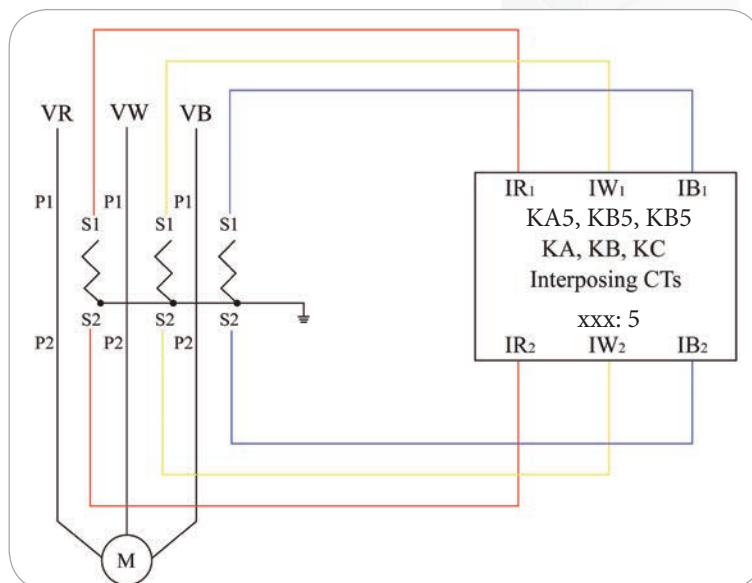 VR VW VB
P1 P1 P1
S1 S1 S1
S2 S2 S2
P2 P2 P2
M
IR1 IW1 IB1
KA5, KB5, KB5
KA, KB, KC
Interposing CTs
xxx: 5
IR2 IW2 IB2